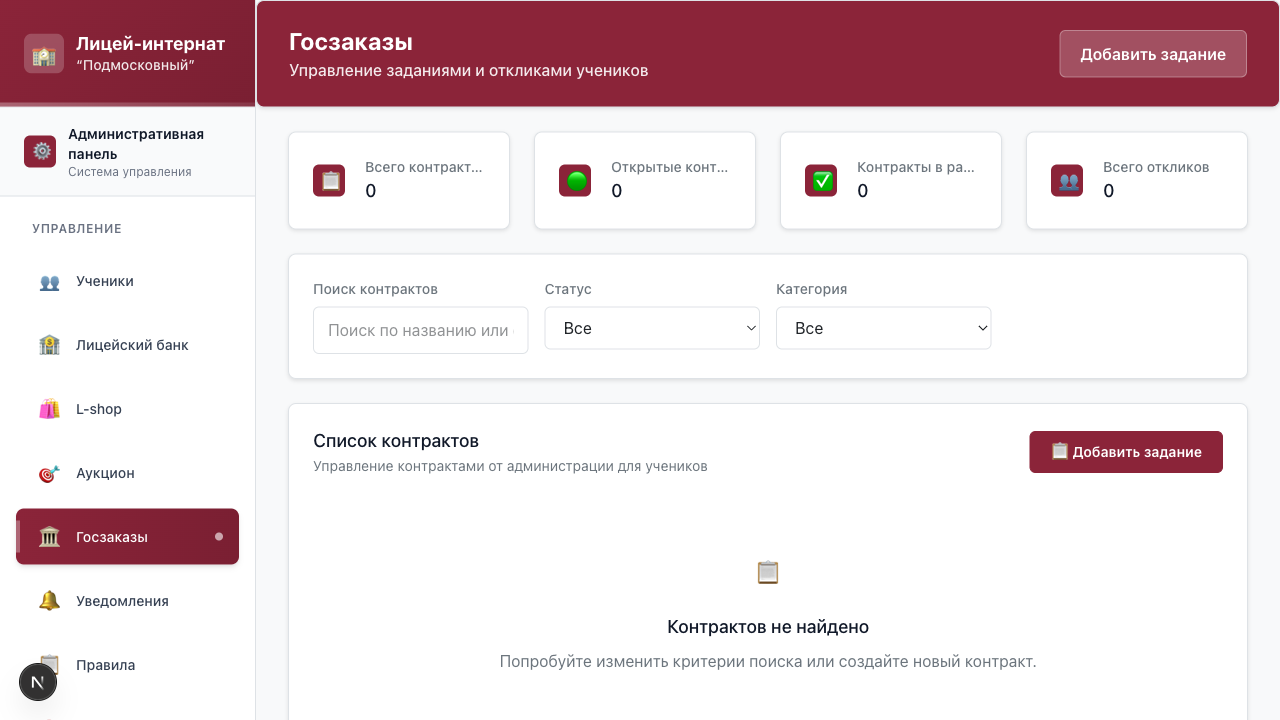 Лицей-интернат
“Подмосковный”
Административная
панель
Система управления
УПРАВЛЕНИЕ
Ученики
Лицейский банк
L-shop
Аукцион
Госзаказы
Уведомления
Правила
N
Госзаказы
Управление заданиями и откликами учеников
Добавить задание
Всего контракт...
0
Открытые конт...
0
Контракты в ра...
0
Всего откликов
0
Поиск контрактов
Поиск по названию или
Статус
Все
Категория
Все
Список контрактов
Управление контрактами от администрации для учеников
Добавить задание
Контрактов не найдено
Попробуйте изменить критерии поиска или создайте новый контракт.